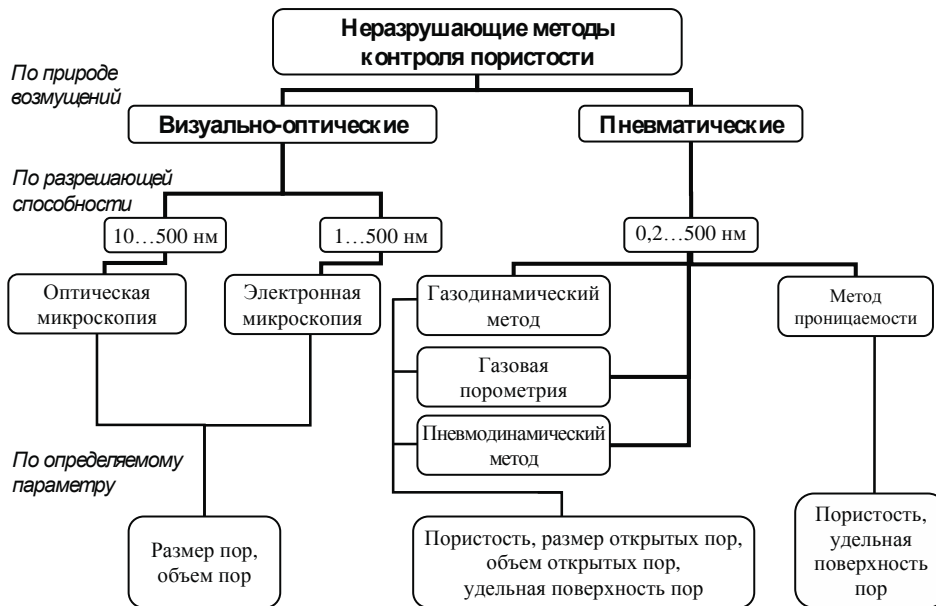 Неразрушающие методы
контроля пористости
По природе
возмущений
Визуально-оптические
Пневматические
По разрешающей
способности
10…500 нм
1…500 нм
0,2…500 нм
Оптическая
микроскопия
Электронная
микроскопия
Газодинамический
метод
Метод
проницаемости
Газовая
порометрия
Пневмодинамический
метод
По определяемому
параметру
Размер пор,
объем пор
Пористость, размер открытых пор,
объем открытых пор,
удельная поверхность пор
Пористость,
удельная
поверхность
пор